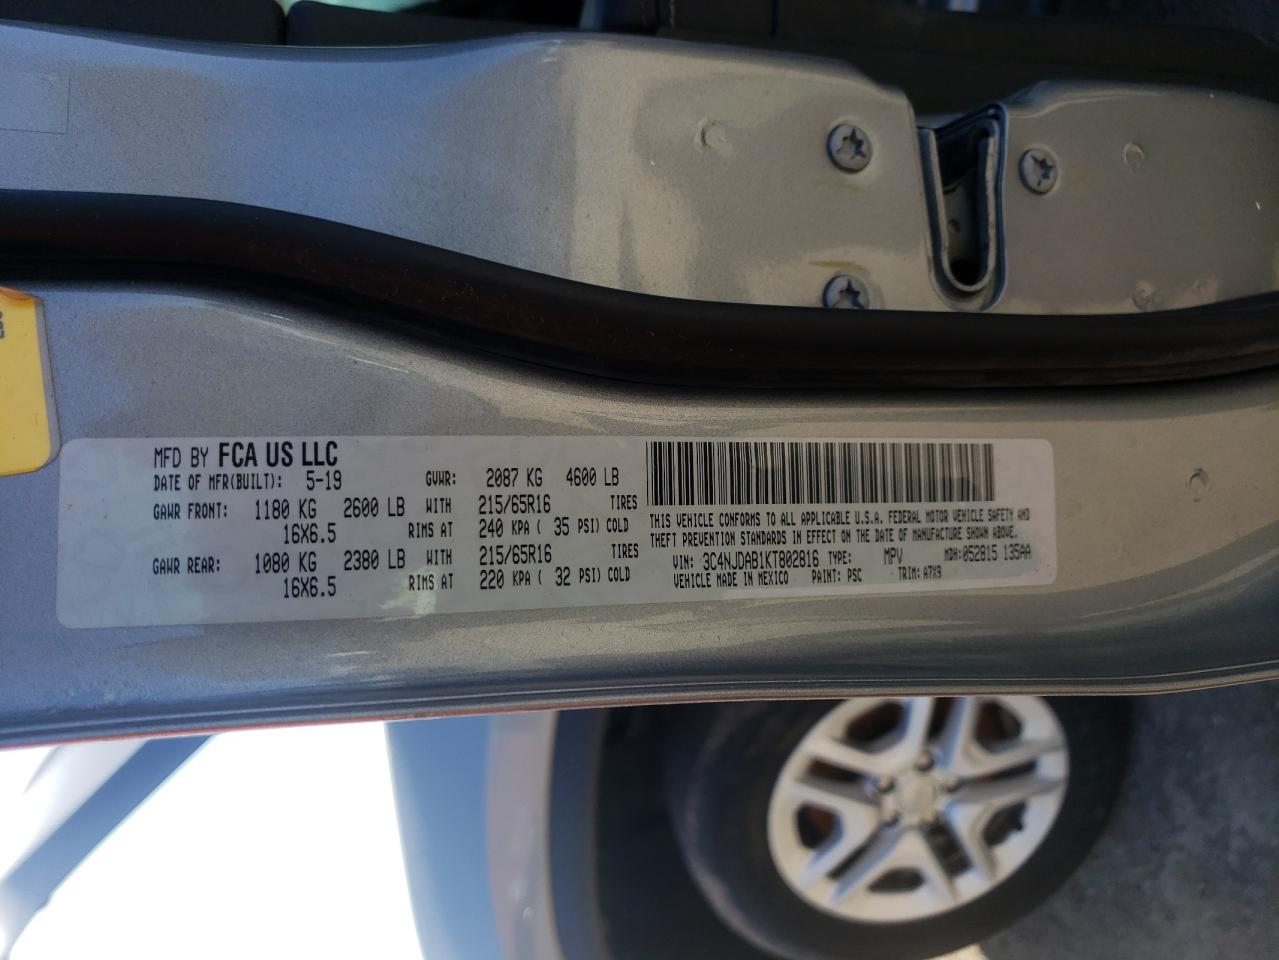 MFD BY FCA US LLC
DATE OF MFR(BUILT): 5-19 GVWR: 2087 KG 4600 LB
GAWR FRONT: 1180 KG 2600 LB WITH 215/65R16 TIRES
16X6.5 RIMS AT 240 KPA ( 35 PSI) COLD
GAWR REAR: 1080 KG 2380 LB WITH 215/65R16 TIRES
16X6.5 RIMS AT 220 KPA ( 32 PSI) COLD
THIS VEHICLE CONFORMS TO ALL APPLICABLE U.S.A. FEDERAL MOTOR VEHICLE SAFETY AND
THEFT PREVENTION STANDARDS IN EFFECT ON THE DATE OF MANUFACTURE SHOWN ABOVE.
VIN: 3C4NJDAB1KT802816 TYPE: MPV MDH:052815 135AA
VEHICLE MADE IN MEXICO PAINT: PSC TRIM: A7X9